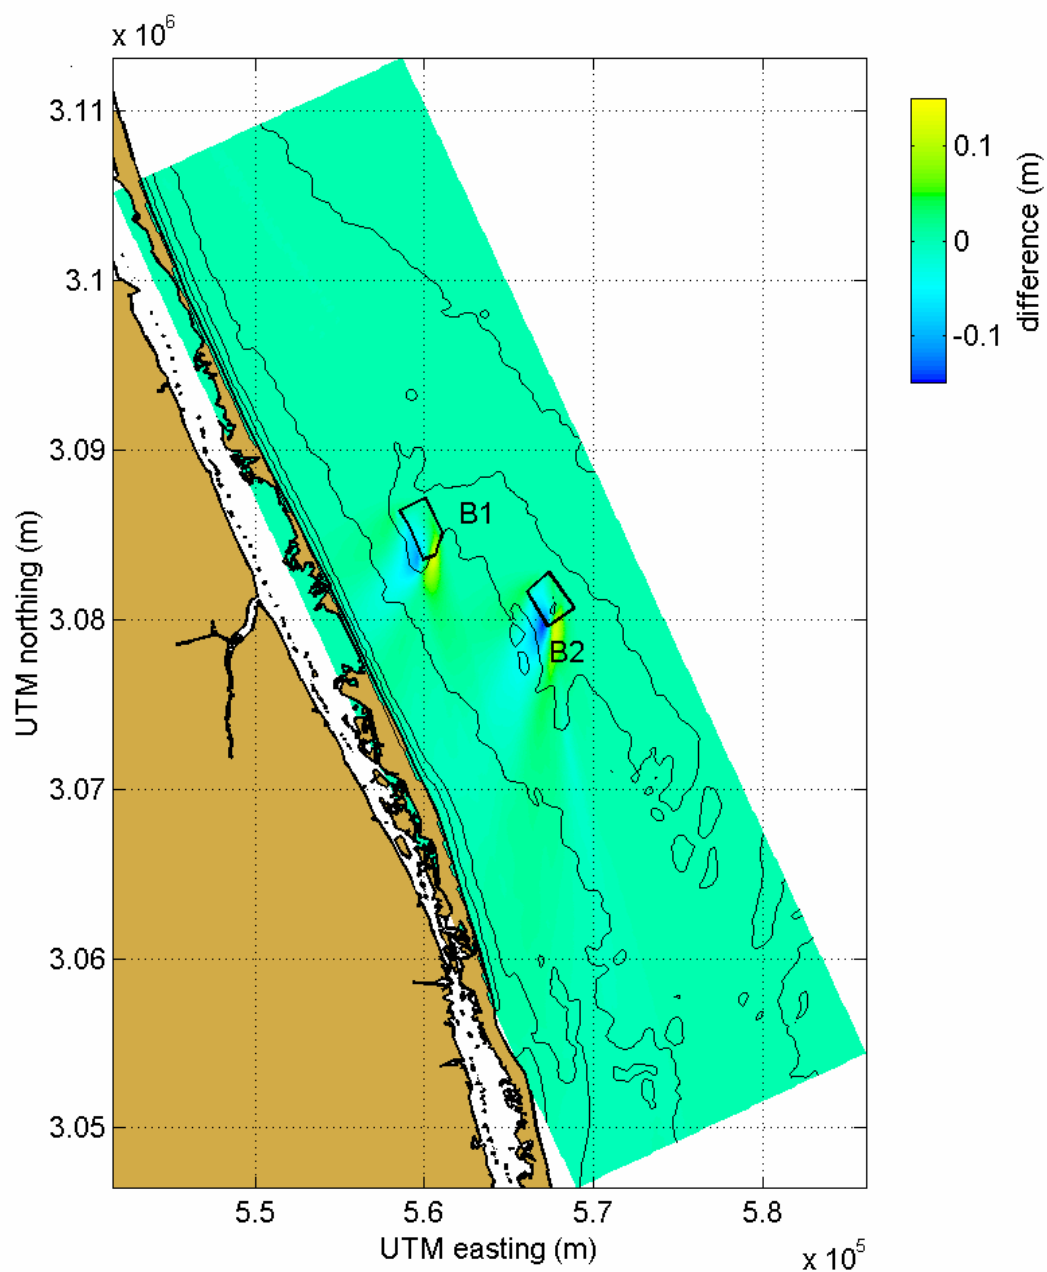 x 10^6
3.11
3.1
3.09
3.08
3.07
3.06
3.05
UTM northing (m)
B1
B2
0.1
0
-0.1
difference (m)
5.5
5.6
5.7
5.8
UTM easting (m)
x 10^5